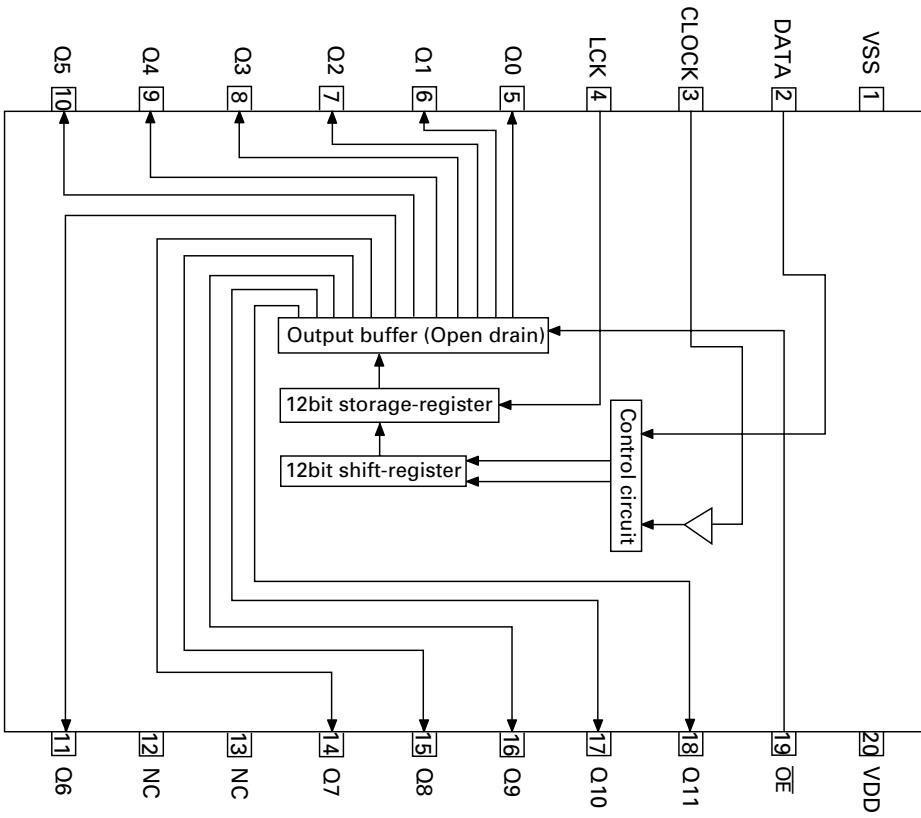 Q5 10
Q4 9
Q3 8
Q2 7
Q1 6
Q0 5
LCK 4
CLOCK 3
DATA 2
VSS 1
Output buffer (Open drain)
12bit storage-register
12bit shift-register
Control circuit
11 Q6
12 NC
13 NC
14 Q7
15 Q8
16 Q9
17 Q10
18 Q11
19 O̅E̅
20 VDD